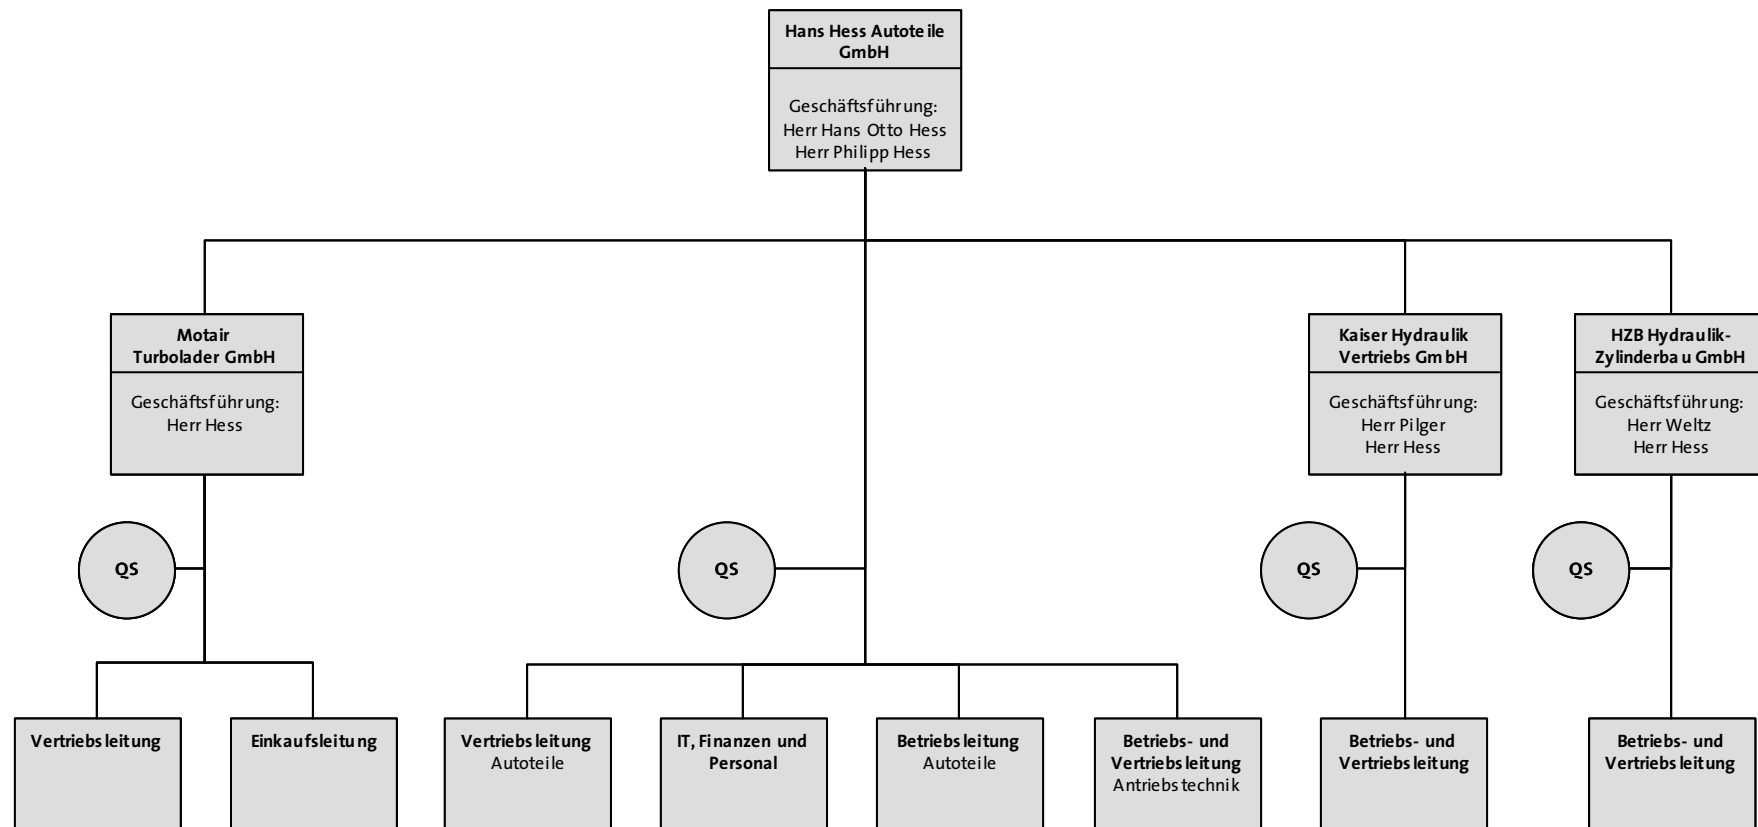 Hans Hess Autoteile
GmbH
Geschäftsführung:
Herr Hans Otto Hess
Herr Philipp Hess
Motair
Turbolader GmbH
Geschäftsführung:
Herr Hess
Kaiser Hydraulik
Vertriebs GmbH
Geschäftsführung:
Herr Pilger
Herr Hess
HZB Hydraulik-
Zylinderbau GmbH
Geschäftsführung:
Herr Weltz
Herr Hess
QS
QS
QS
QS
Vertriebsleitung
Einkaufsleitung
Vertriebsleitung
Autoteile
IT, Finanzen und
Personal
Betriebsleitung
Autoteile
Betriebs- und
Vertriebsleitung
Antriebstechnik
Betriebs- und
Vertriebsleitung
Betriebs- und
Vertriebsleitung